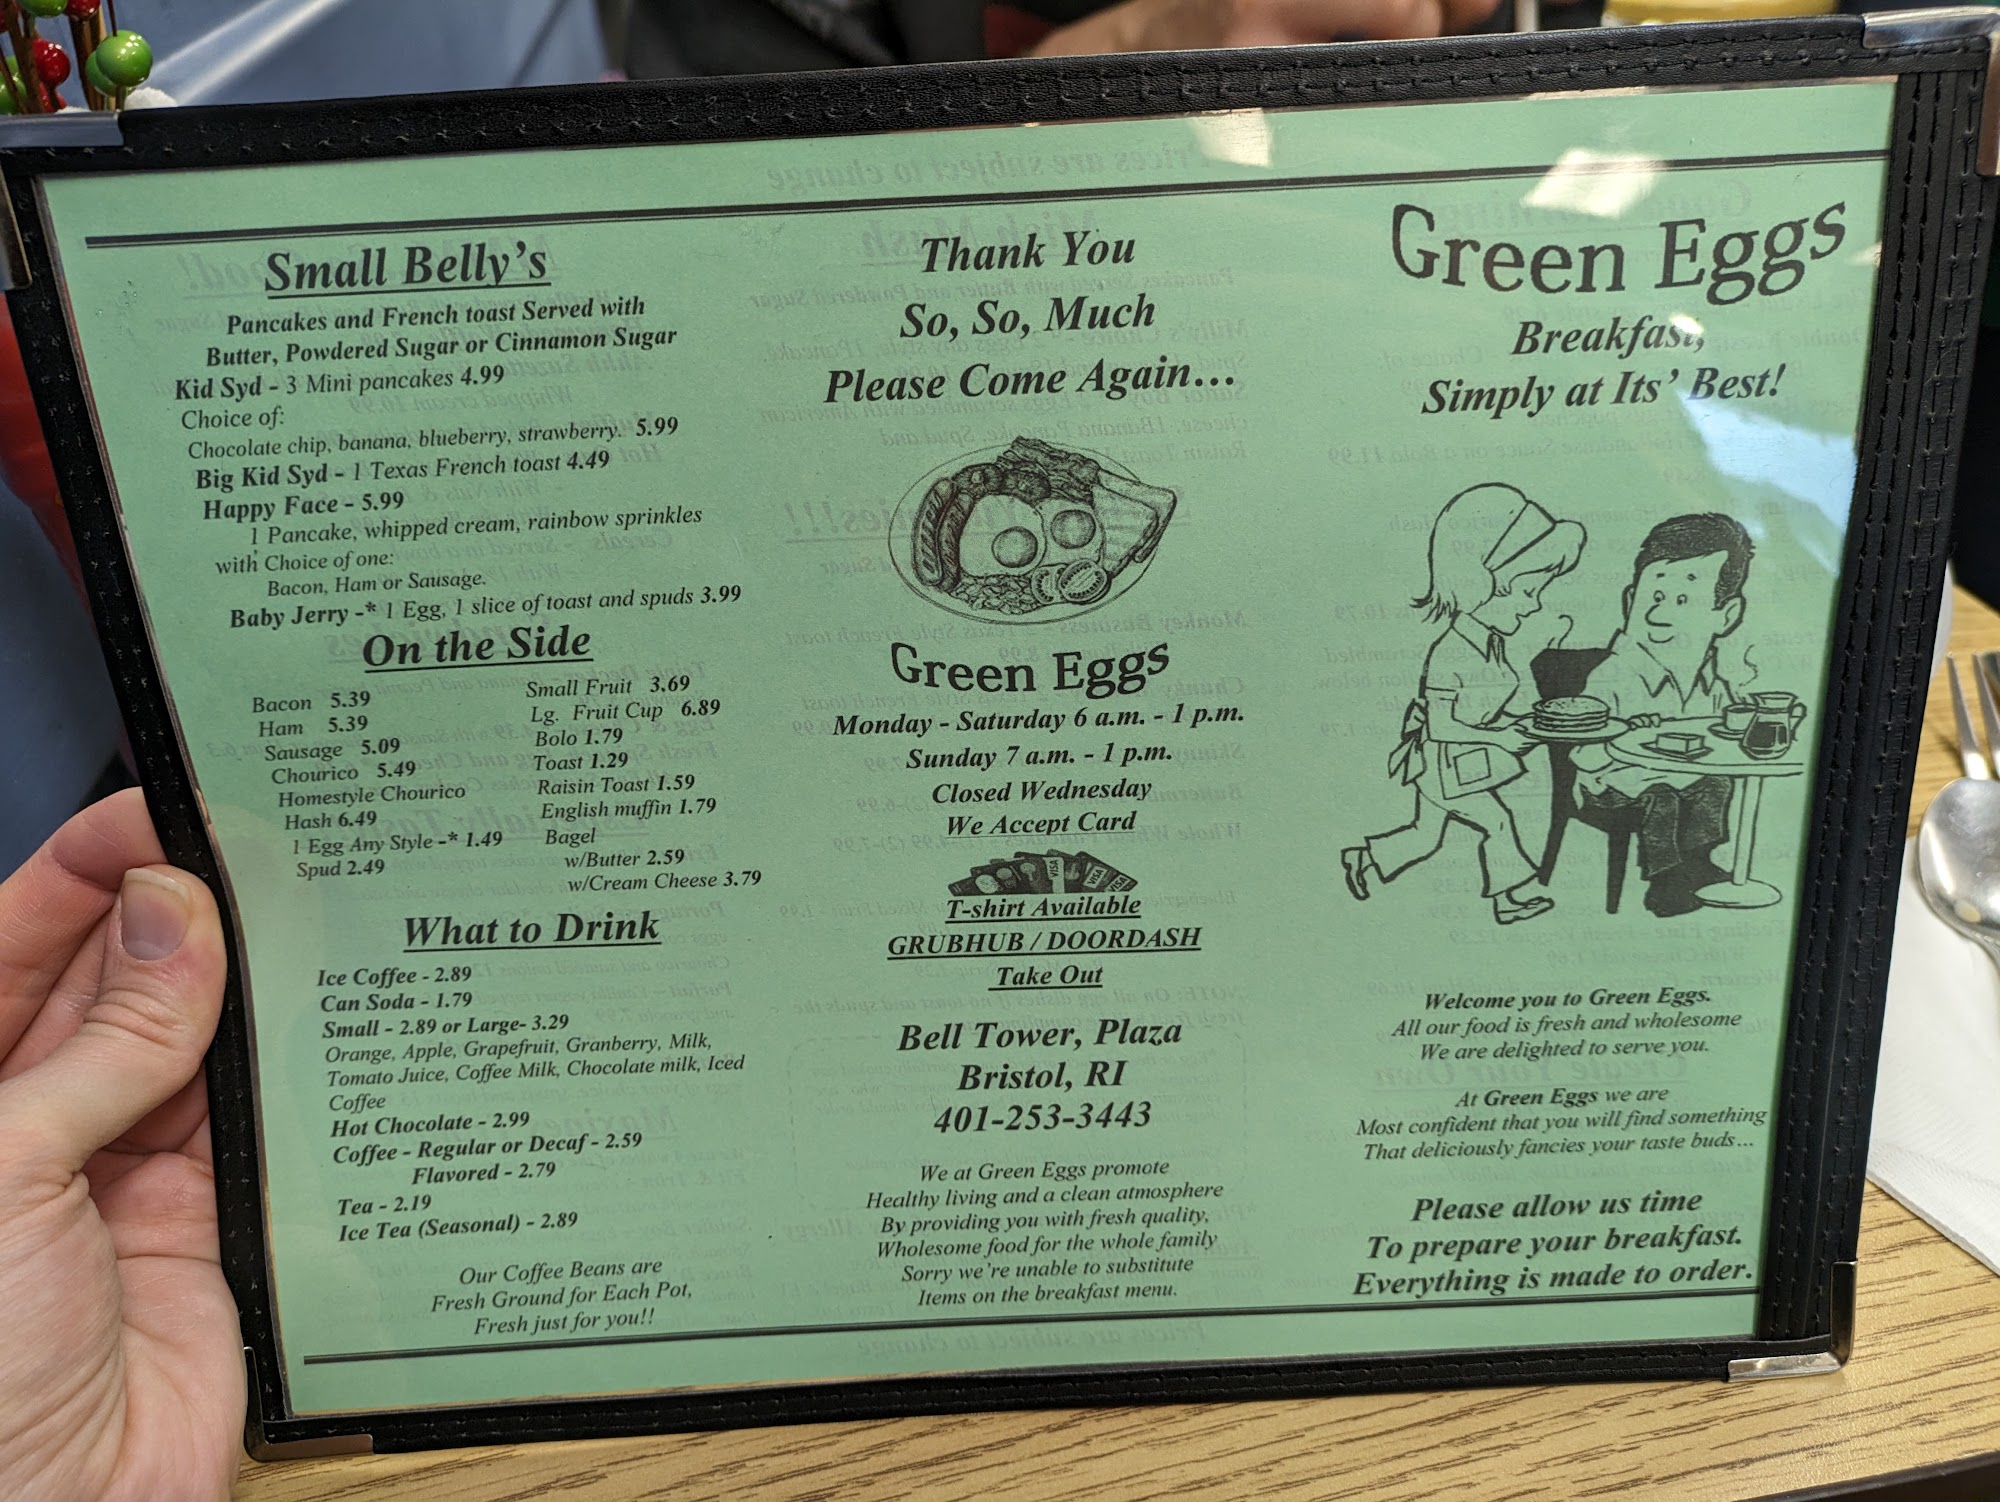 Small Belly's
Pancakes and French toast Served with
Butter, Powdered Sugar or Cinnamon Sugar
Kid Syd - 3 Mini pancakes 4.99
Choice of:
Chocolate chip, banana, blueberry, strawberry. 5.99
Big Kid Syd - 1 Texas French toast 4.49
Happy Face - 5.99
1 Pancake, whipped cream, rainbow sprinkles
with Choice of one:
Bacon, Ham or Sausage.
Baby Jerry -* 1 Egg, 1 slice of toast and spuds 3.99
On the Side
Bacon 5.39
Ham 5.39
Sausage 5.09
Chourico 5.49
Homestyle Chourico
Hash 6.49
1 Egg Any Style -* 1.49
Spud 2.49
Small Fruit 3.69
Lg. Fruit Cup 6.89
Bolo 1.79
Toast 1.29
Raisin Toast 1.59
English muffin 1.79
Bagel
w/Butter 2.59
w/Cream Cheese 3.79
What to Drink
Ice Coffee - 2.89
Can Soda - 1.79
Small - 2.89 or Large- 3.29
Orange, Apple, Grapefruit, Granberry, Milk,
Tomato Juice, Coffee Milk, Chocolate milk, Iced
Coffee
Hot Chocolate - 2.99
Coffee - Regular or Decaf - 2.59
Flavored - 2.79
Tea - 2.19
Ice Tea (Seasonal) - 2.89
Our Coffee Beans are
Fresh Ground for Each Pot,
Fresh just for you!!
Thank You
So, So, Much
Please Come Again...
Green Eggs
Monday - Saturday 6 a.m. - 1 p.m.
Sunday 7 a.m. - 1 p.m.
Closed Wednesday
We Accept Card
VISA VISA VISA
T-shirt Available
GRUBHUB / DOORDASH
Take Out
Bell Tower, Plaza
Bristol, RI
401-253-3443
We at Green Eggs promote
Healthy living and a clean atmosphere
By providing you with fresh quality,
Wholesome food for the whole family
Sorry we're unable to substitute
Items on the breakfast menu.
Green Eggs
Breakfast,
Simply at Its' Best!
Welcome you to Green Eggs.
All our food is fresh and wholesome
We are delighted to serve you.
At Green Eggs we are
Most confident that you will find something
That deliciously fancies your taste buds...
Please allow us time
To prepare your breakfast.
Everything is made to order.